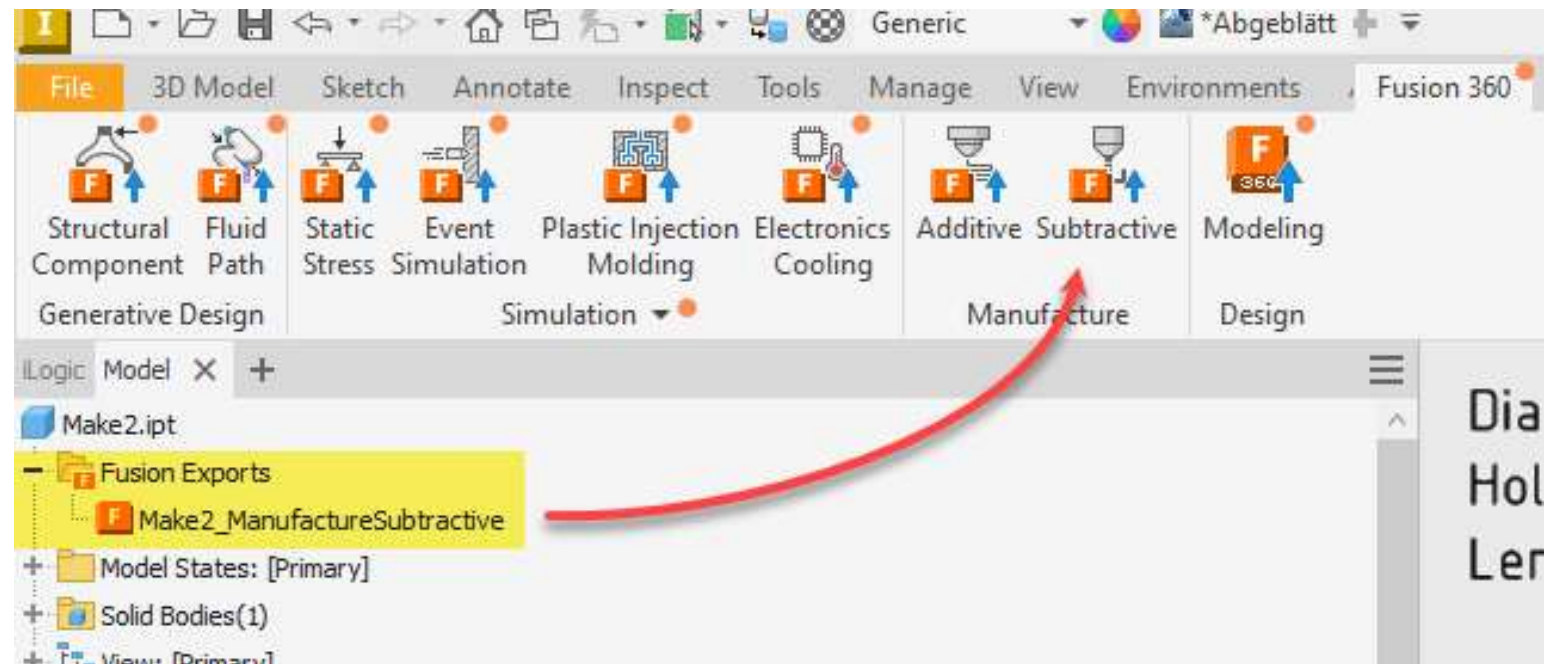 Generic *Abgeblätt
File 3D Model Sketch Annotate Inspect Tools Manage View Environments Fusion 360
Structural Component
Fluid Path
Static Stress
Event Simulation
Plastic Injection Molding
Electronics Cooling
Additive
Subtractive
Modeling
Generative Design Simulation Manufacture Design
iLogic Model
Make2.ipt
Fusion Exports
Make2_ManufactureSubtractive
Model States: [Primary]
Solid Bodies(1)
View: [Primary]
Dia
Hol
Ler